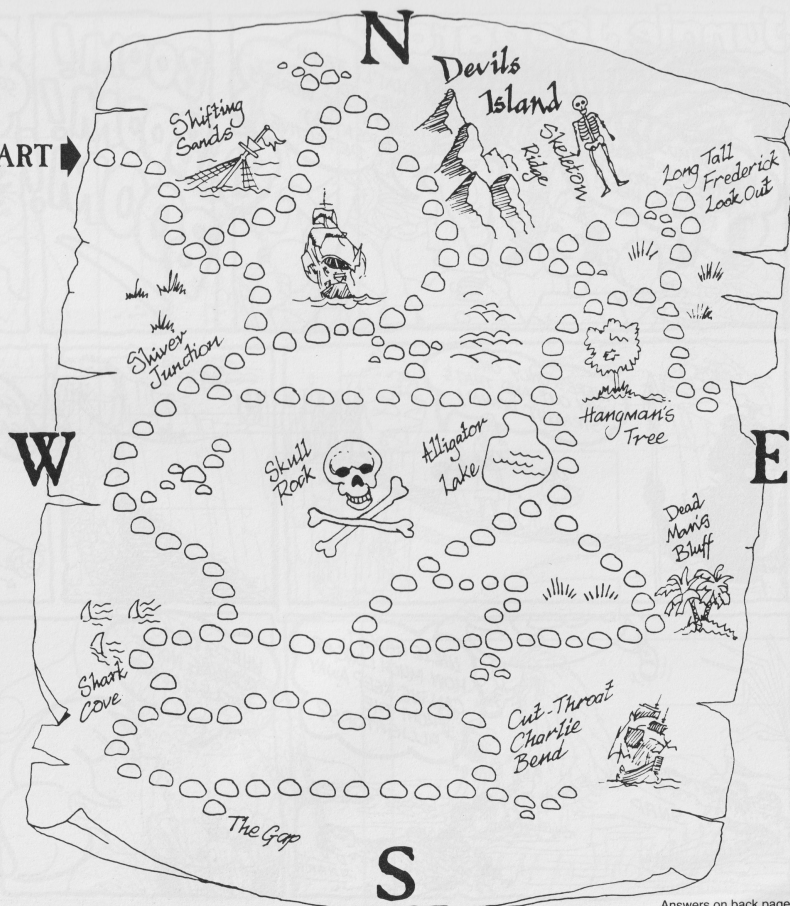 N
Devils
Island
Shifting
Sands
ART
Skeleton
Ridge
Long Tall
Frederick
Look Out
Shiver
Junction
Hangman's
Tree
W
Skull
Rock
Alligator
Lake
E
Dead
Man's
Bluff
Shark
Cove
Cut-Throat
Charlie
Bend
The Gap
S
Answers on back page